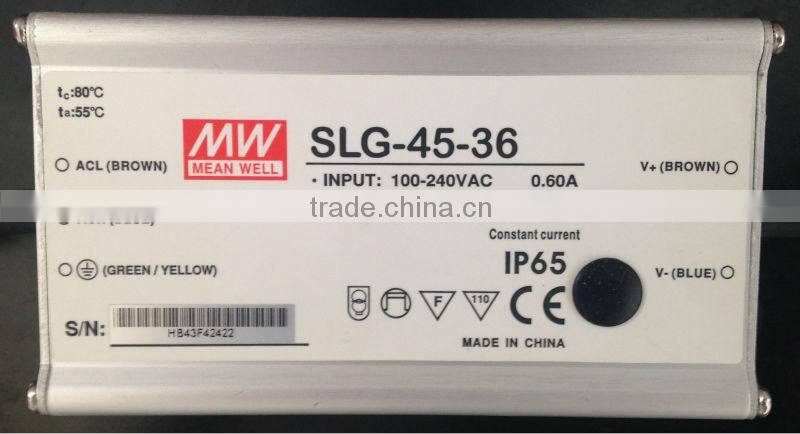 tc:80℃
ta:55℃
MW
MEAN WELL
SLG-45-36
ACL (BROWN)
• INPUT: 100-240VAC 0.60A
V+ (BROWN)
trade.china.cn
Constant current
IP65
(GREEN / YELLOW)
V- (BLUE)
F
110
CE
S/N:
HB43F42422
MADE IN CHINA